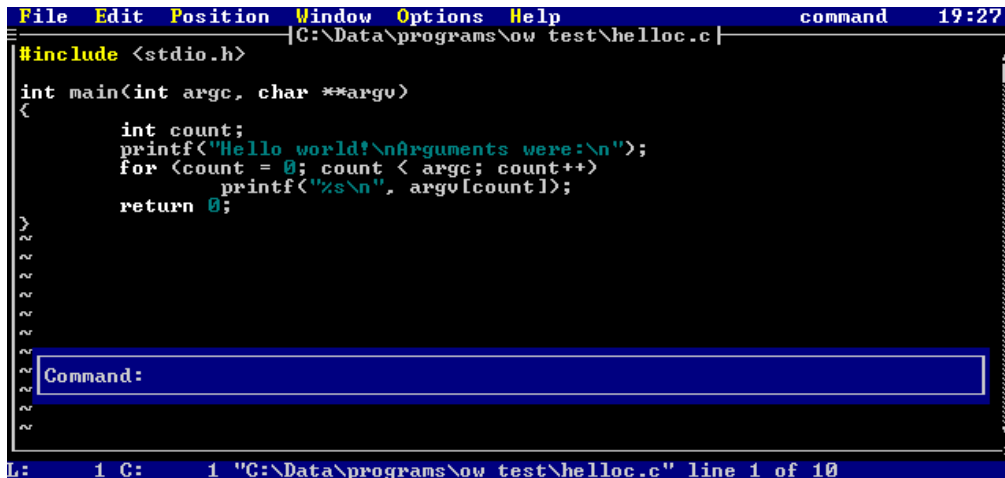 File Edit Position Window Options Help command 19:27
C:\Data\programs\ow test\helloc.c
#include <stdio.h>
int main(int argc, char **argv)
{
int count;
printf("Hello world!\nArguments were:\n");
for (count = 0; count < argc; count++)
printf("%s\n", argv[count]);
return 0;
}
~
~
~
~
~
~
~
~
~
~
~
Command:
L: 1 C: 1 "C:\Data\programs\ow test\helloc.c" line 1 of 10